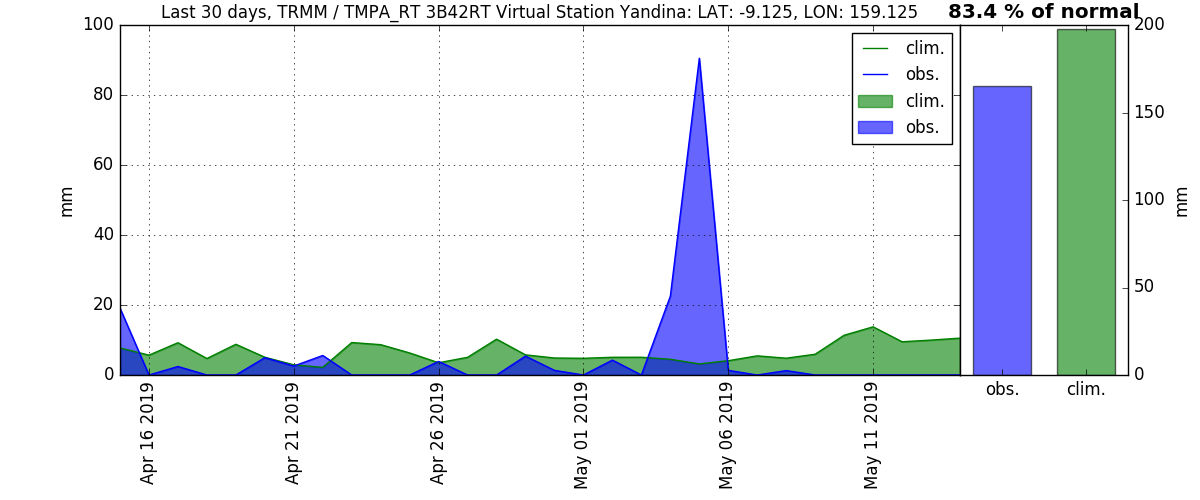 Last 30 days, TRMM / TMPA_RT 3B42RT Virtual Station Yandina: LAT: -9.125, LON: 159.125
83.4 % of normal
100
80
60
40
20
0
mm
clim.
obs.
clim.
obs.
Apr 16 2019
Apr 21 2019
Apr 26 2019
May 01 2019
May 06 2019
May 11 2019
200
150
100
50
0
mm
obs.
clim.